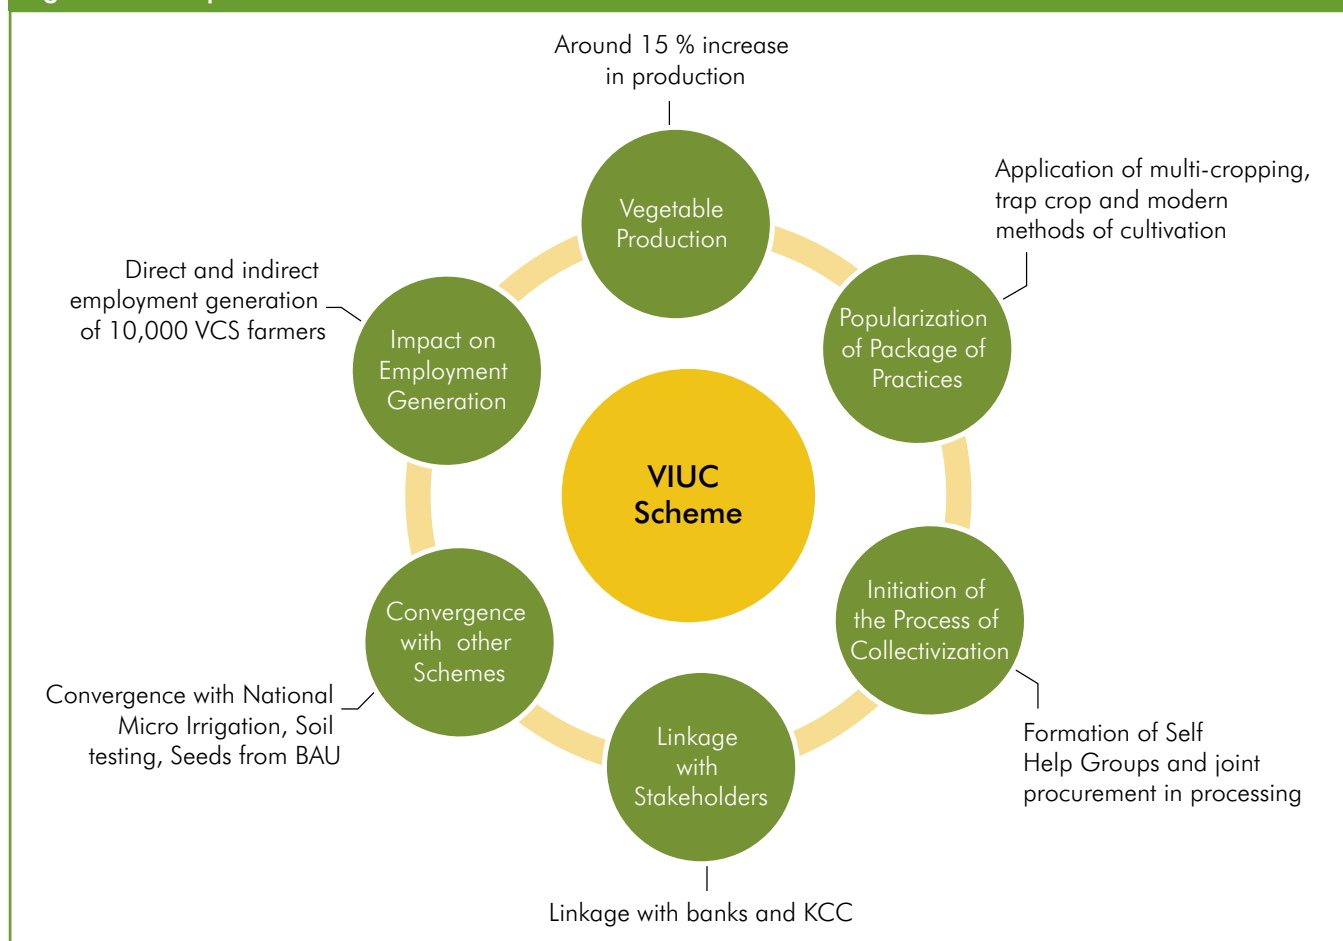 Around 15 % increase
in production
Vegetable
Production
Application of multi-cropping,
trap crop and modern
methods of cultivation
Popularization
of Package of
Practices
Direct and indirect
employment generation
of 10,000 VCS farmers
Impact on
Employment
Generation
VIUC
Scheme
Initiation of
the Process of
Collectivization
Formation of Self
Help Groups and joint
procurement in processing
Convergence
with other
Schemes
Convergence with National
Micro Irrigation, Soil
testing, Seeds from BAU
Linkage
with
Stakeholders
Linkage with banks and KCC